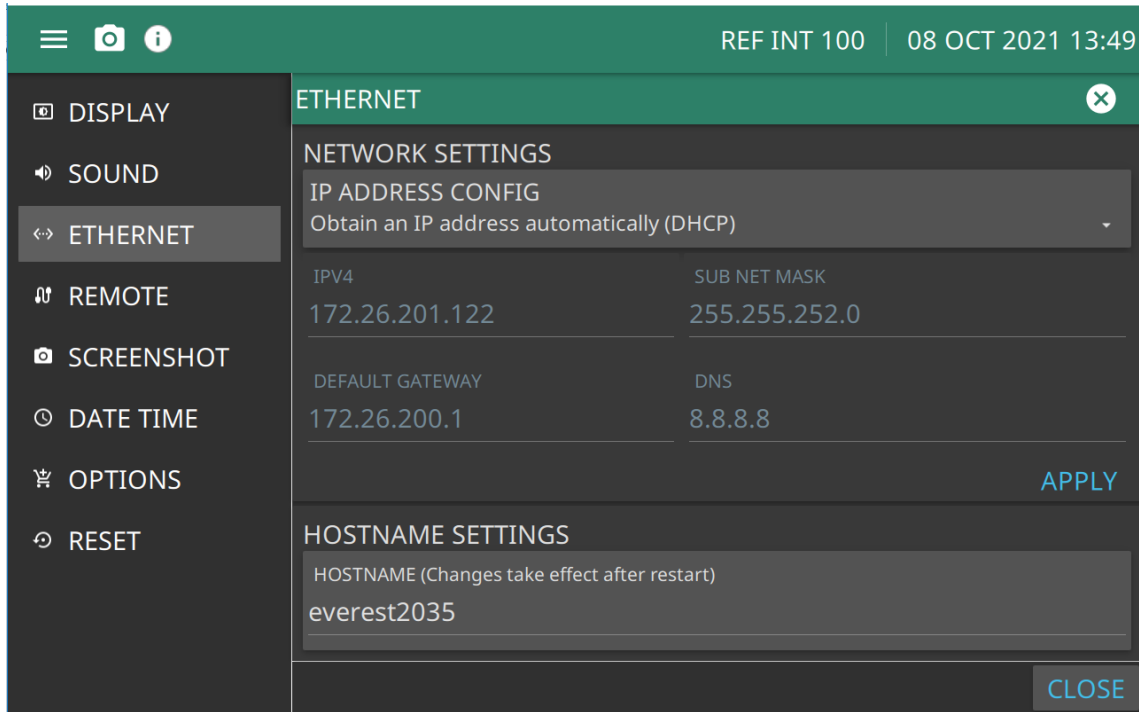 REF INT 100 08 OCT 2021 13:49
DISPLAY
SOUND
ETHERNET
REMOTE
SCREENSHOT
DATE TIME
OPTIONS
RESET
ETHERNET
NETWORK SETTINGS
IP ADDRESS CONFIG
Obtain an IP address automatically (DHCP)
IPV4 SUB NET MASK
172.26.201.122 255.255.252.0
DEFAULT GATEWAY DNS
172.26.200.1 8.8.8.8
APPLY
HOSTNAME SETTINGS
HOSTNAME (Changes take effect after restart)
everest2035
CLOSE